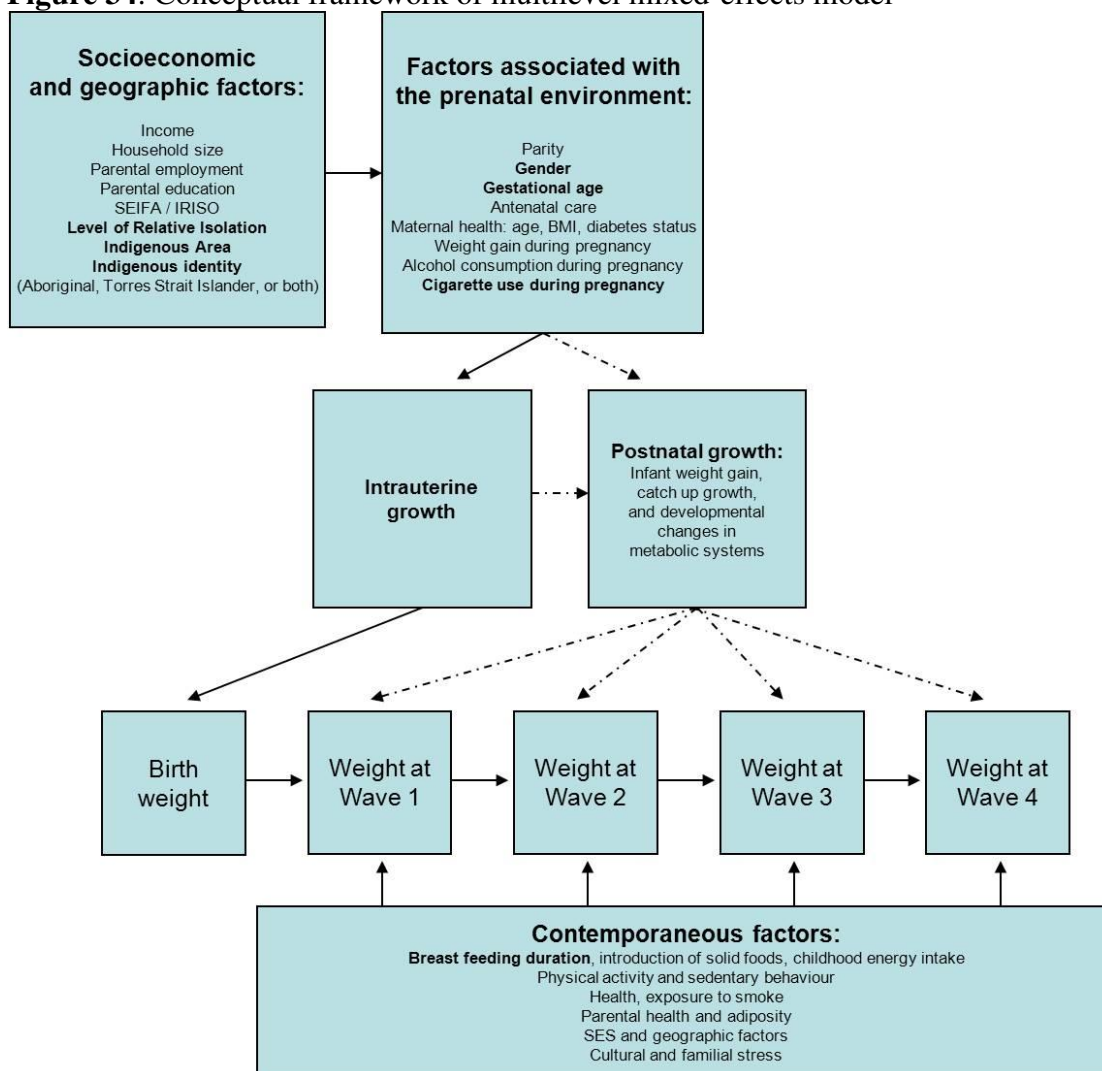 Figure 34. Conceptual framework of multilevel mixed-effects model
Socioeconomic
and geographic factors:
Income
Household size
Parental employment
Parental education
SEIFA / IRISO
Level of Relative Isolation
Indigenous Area
Indigenous identity
(Aboriginal, Torres Strait Islander, or both)
Factors associated with
the prenatal environment:
Parity
Gender
Gestational age
Antenatal care
Maternal health: age, BMI, diabetes status
Weight gain during pregnancy
Alcohol consumption during pregnancy
Cigarette use during pregnancy
Intrauterine
growth
Postnatal growth:
Infant weight gain,
catch up growth,
and developmental
changes in
metabolic systems
Birth
weight
Weight at
Wave 1
Weight at
Wave 2
Weight at
Wave 3
Weight at
Wave 4
Contemporaneous factors:
Breast feeding duration, introduction of solid foods, childhood energy intake
Physical activity and sedentary behaviour
Health, exposure to smoke
Parental health and adiposity
SES and geographic factors
Cultural and familial stress